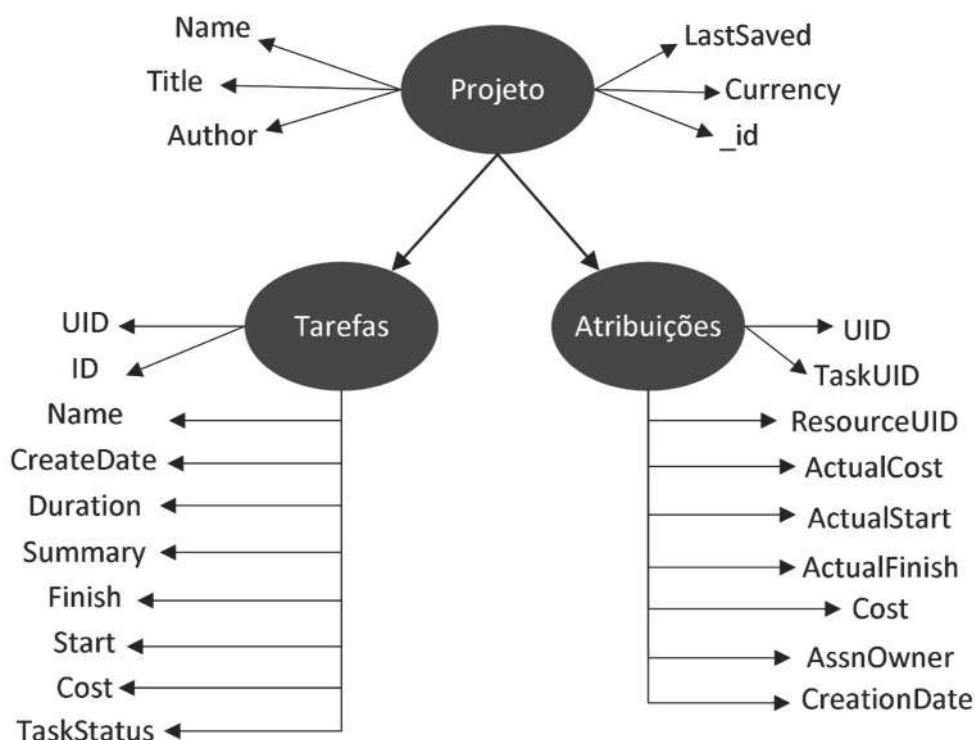 Name
Title
Author
Projeto
LastSaved
Currency
_id
Tarefas
UID
ID
Name
CreateDate
Duration
Summary
Finish
Start
Cost
TaskStatus
Atribuições
UID
TaskUID
ResourceUID
ActualCost
ActualStart
ActualFinish
Cost
AssnOwner
CreationDate